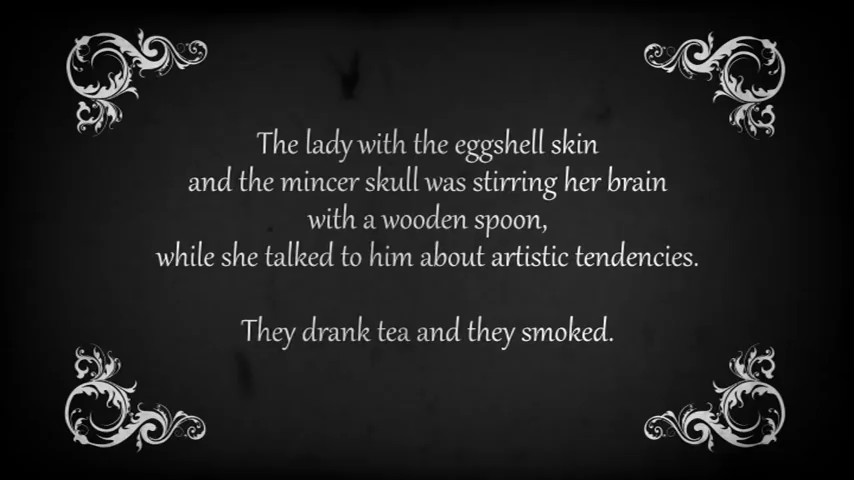 The lady with the eggshell skin
and the mincer skull was stirring her brain
with a wooden spoon,
while she talked to him about artistic tendencies.
They drank tea and they smoked.